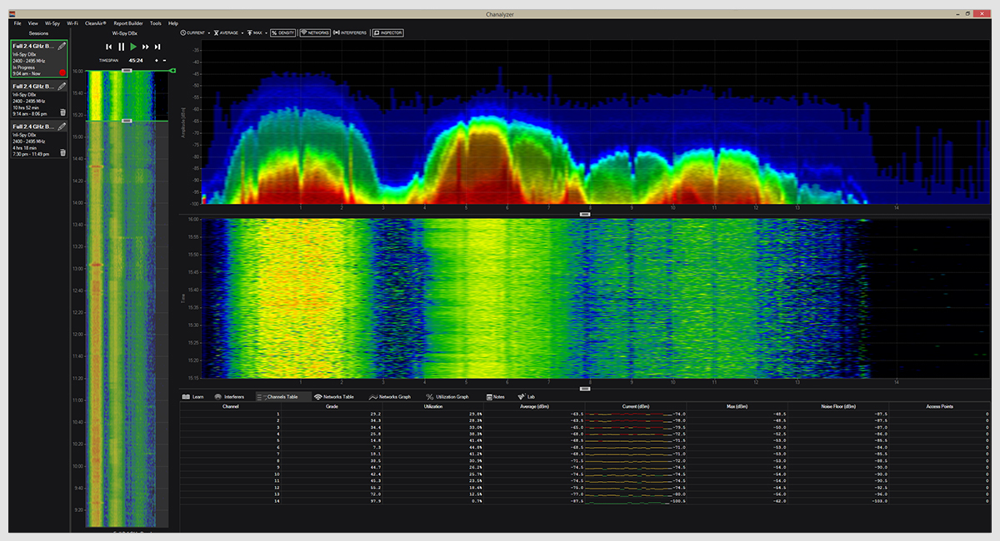 Chanalyzer
File View Wi-Spy Wi-Fi CleanAir® Report Builder Tools Help
Sessions
Full 2.4 GHz B...
Wi-Spy DBx
2400 - 2495 MHz
In Progress
9:04 am - Now
Full 2.4 GHz B...
Wi-Spy DBx
2400 - 2495 MHz
10 hrs 52 min
9:14 am - 8:06 pm
Full 2.4 GHz B...
Wi-Spy DBx
2400 - 2495 MHz
4 hrs 18 min
7:30 pm - 11:49 pm
Wi-Spy DBx
TIMESPAN 45:24 + -
16:00
15:40
15:20
15:00
14:40
14:20
14:00
13:40
13:20
13:00
12:40
12:20
12:00
11:40
11:20
11:00
10:40
10:20
10:00
9:40
9:20
CURRENT AVERAGE MAX DENSITY NETWORKS INTERFERERS INSPECTOR
Amplitude [dBm]
-35
-40
-45
-50
-55
-60
-65
-70
-75
-80
-85
-90
-95
-100
2 1 2 3 4 5 6 7 8 9 10 11 12 13 14
Time
16:00
15:55
15:50
15:45
15:40
15:35
15:30
15:25
15:20
15:15
2 1 2 3 4 5 6 7 8 9 10 11 12 13 14
Learn Interferers Channels Table Networks Table Networks Graph Utilization Graph Notes Lab
Channel Grade Utilization Average (dBm) Current (dBm) Max (dBm) Noise Floor (dBm) Access Points
1 29.2 29.8% -63.5 -74.0 -48.5 -87.5 0
2 34.3 28.3% -63.5 -78.0 -48.5 -87.0 0
3 34.4 33.0% -65.0 -79.5 -50.0 -87.0 0
4 25.8 38.3% -68.0 -72.5 -52.5 -86.0 0
5 14.8 41.6% -68.5 -71.5 -53.0 -85.5 0
6 7.3 44.8% -68.5 -71.0 -53.0 -84.0 0
7 18.1 41.2% -68.5 -71.0 -53.0 -85.5 0
8 38.5 30.9% -71.5 -72.0 -53.0 -88.5 0
9 44.7 26.2% -74.5 -74.5 -54.0 -90.0 0
10 42.4 25.7% -74.5 -74.5 -54.0 -90.0 0
11 45.3 23.5% -74.5 -74.5 -54.0 -90.5 0
12 55.2 18.6% -75.0 -74.5 -54.0 -92.5 0
13 72.0 12.5% -77.0 -80.0 -56.0 -96.0 0
14 97.9 0.7% -87.5 -100.5 -62.0 -103.0 0